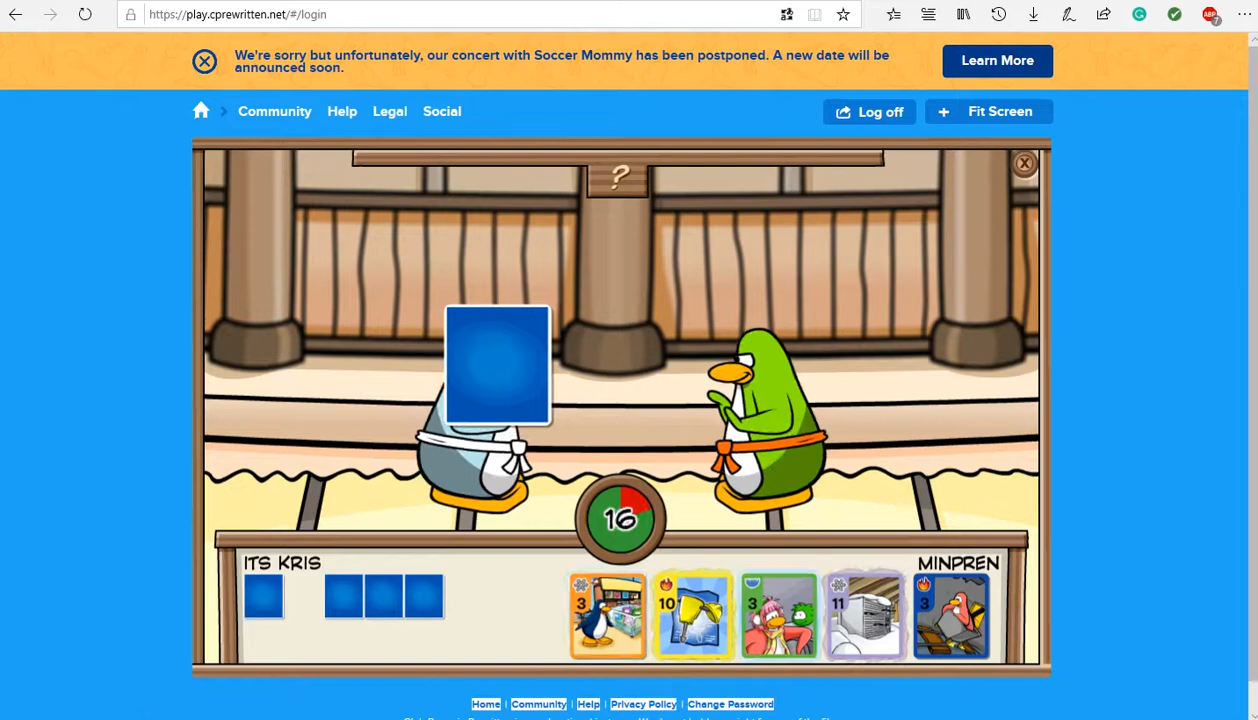 https://play.cprewritten.net/#/login
ABP
7
We're sorry but unfortunately, our concert with Soccer Mommy has been postponed. A new date will be
announced soon.
Learn More
Community Help Legal Social
Log off
+ Fit Screen
?
X
16
ITS KRIS
MINPREN
3
10
3
11
3
Home | Community | Help | Privacy Policy | Change Password